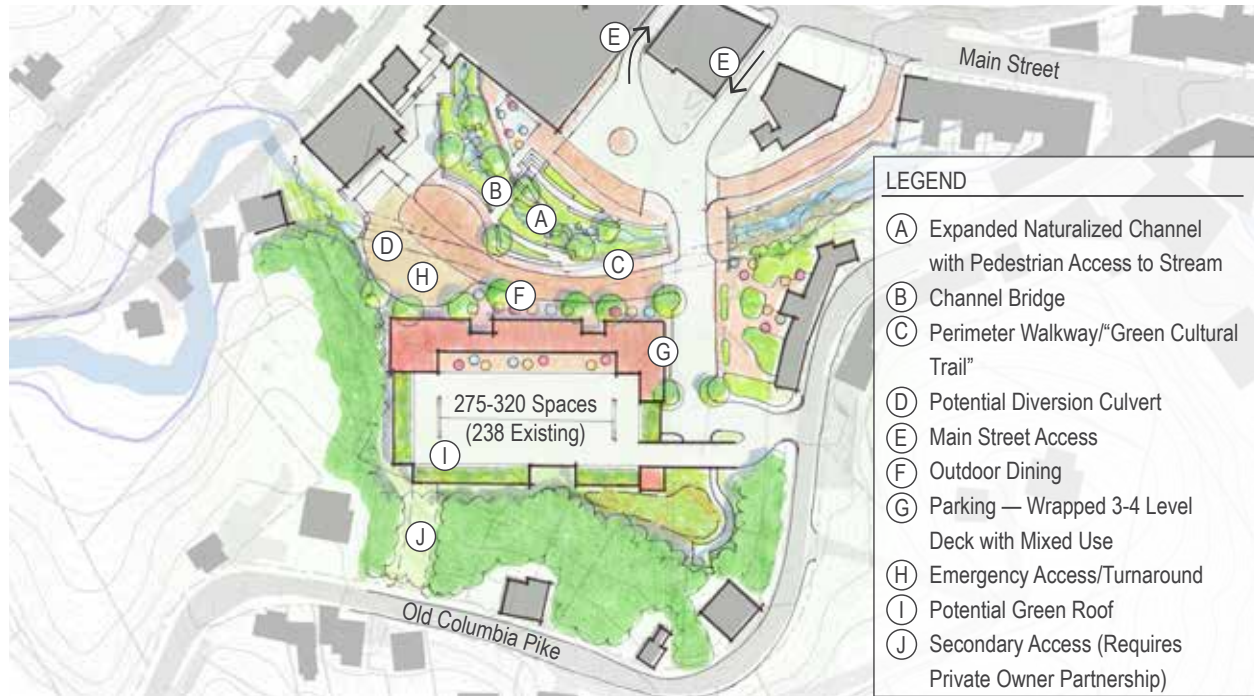 E
E
Main Street
B
A
D
C
H
F
G
275-320 Spaces
(238 Existing)
I
J
Old Columbia Pike
LEGEND
A Expanded Naturalized Channel
with Pedestrian Access to Stream
B Channel Bridge
C Perimeter Walkway/“Green Cultural
Trail”
D Potential Diversion Culvert
E Main Street Access
F Outdoor Dining
G Parking — Wrapped 3-4 Level
Deck with Mixed Use
H Emergency Access/Turnaround
I Potential Green Roof
J Secondary Access (Requires
Private Owner Partnership)